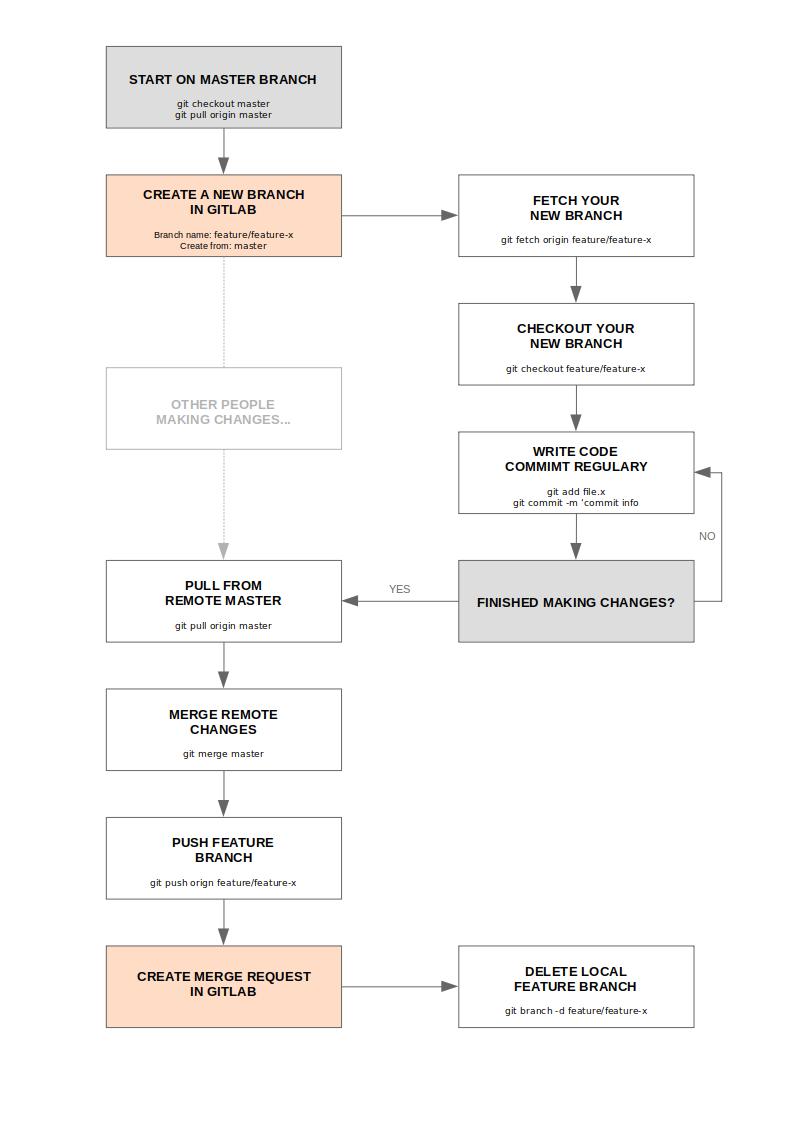 START ON MASTER BRANCH
git checkout master
git pull origin master
CREATE A NEW BRANCH
IN GITLAB
Branch name: feature/feature-x
Create from: master
FETCH YOUR
NEW BRANCH
git fetch origin feature/feature-x
CHECKOUT YOUR
NEW BRANCH
git checkout feature/feature-x
OTHER PEOPLE
MAKING CHANGES...
WRITE CODE
COMMIMT REGULARY
git add file.x
git commit -m 'commit info
NO
FINISHED MAKING CHANGES?
YES
PULL FROM
REMOTE MASTER
git pull origin master
MERGE REMOTE
CHANGES
git merge master
PUSH FEATURE
BRANCH
git push orign feature/feature-x
CREATE MERGE REQUEST
IN GITLAB
DELETE LOCAL
FEATURE BRANCH
git branch -d feature/feature-x